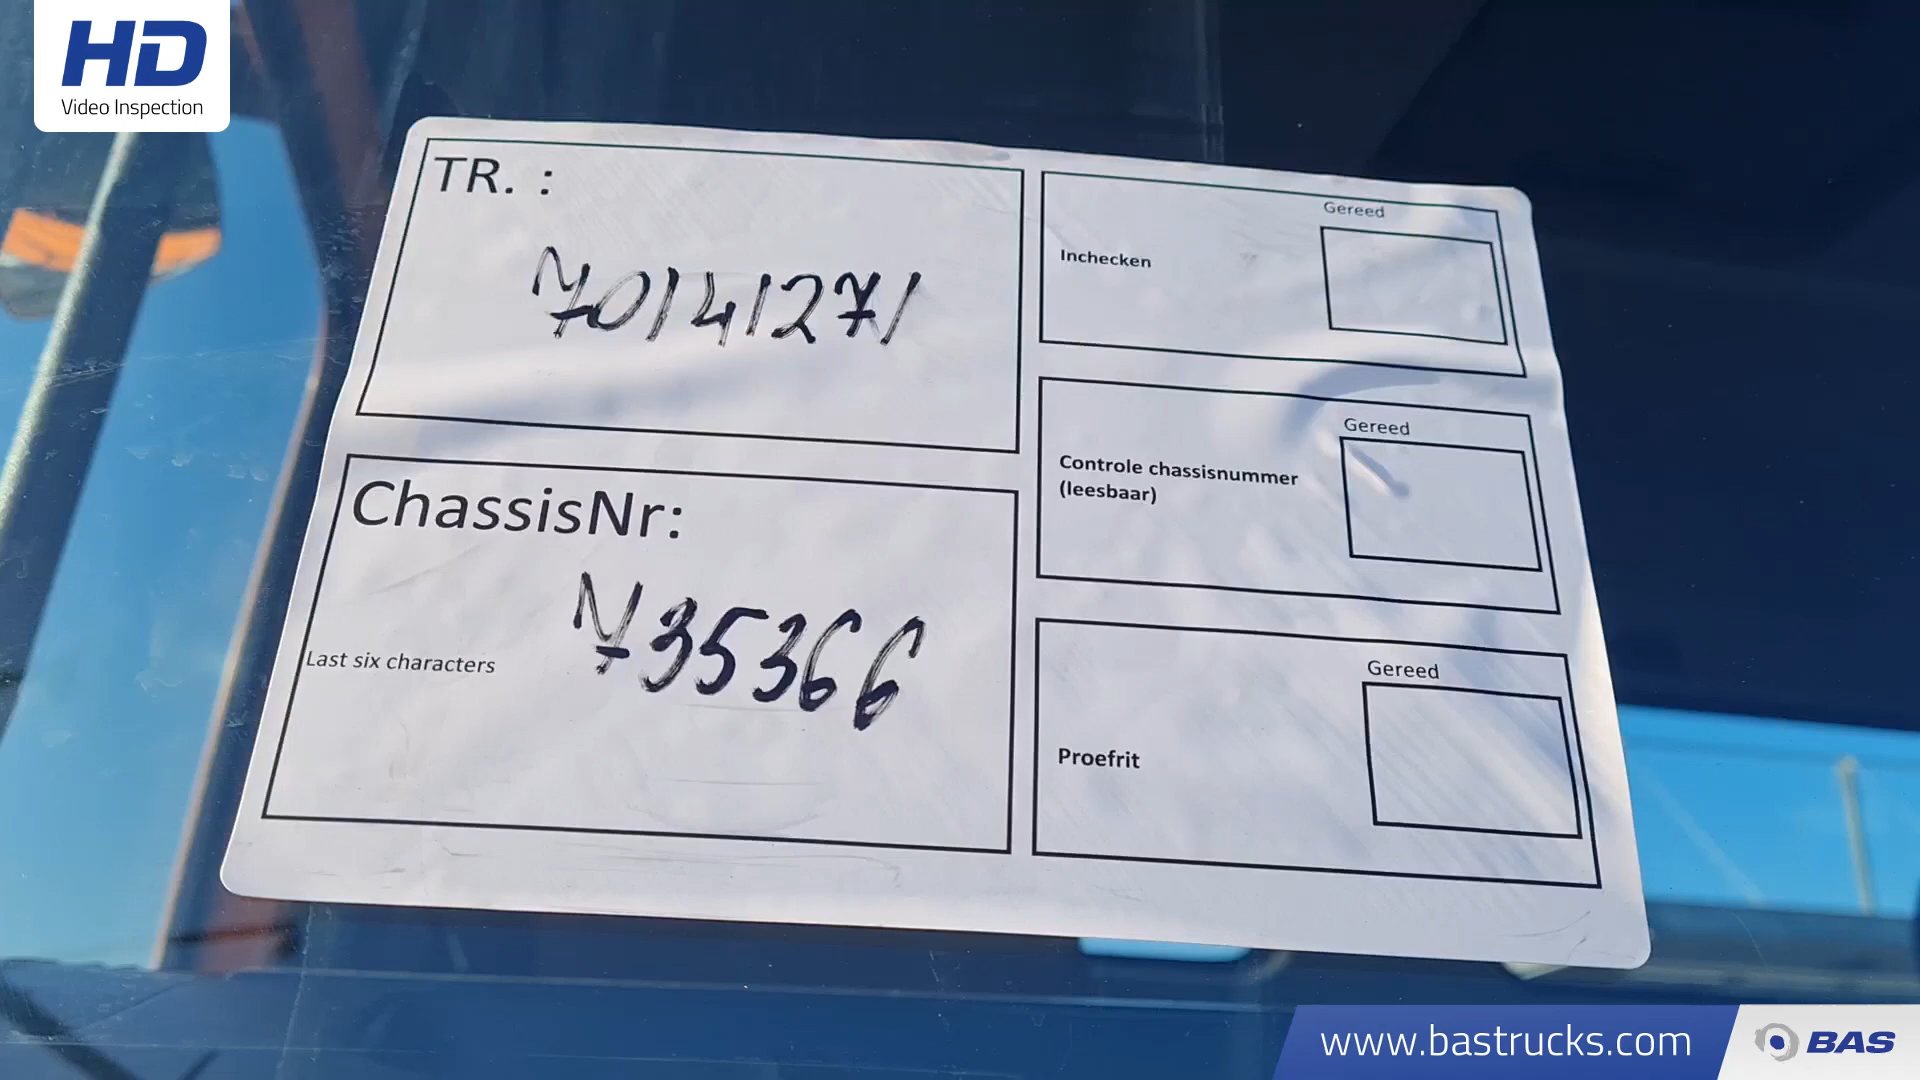 HD
Video Inspection
TR. :
70141271
ChassisNr:
Last six characters
735366
Gereed
Inchecken
Gereed
Controle chassisnummer
(leesbaar)
Gereed
Proefrit
www.bastrucks.com
BAS